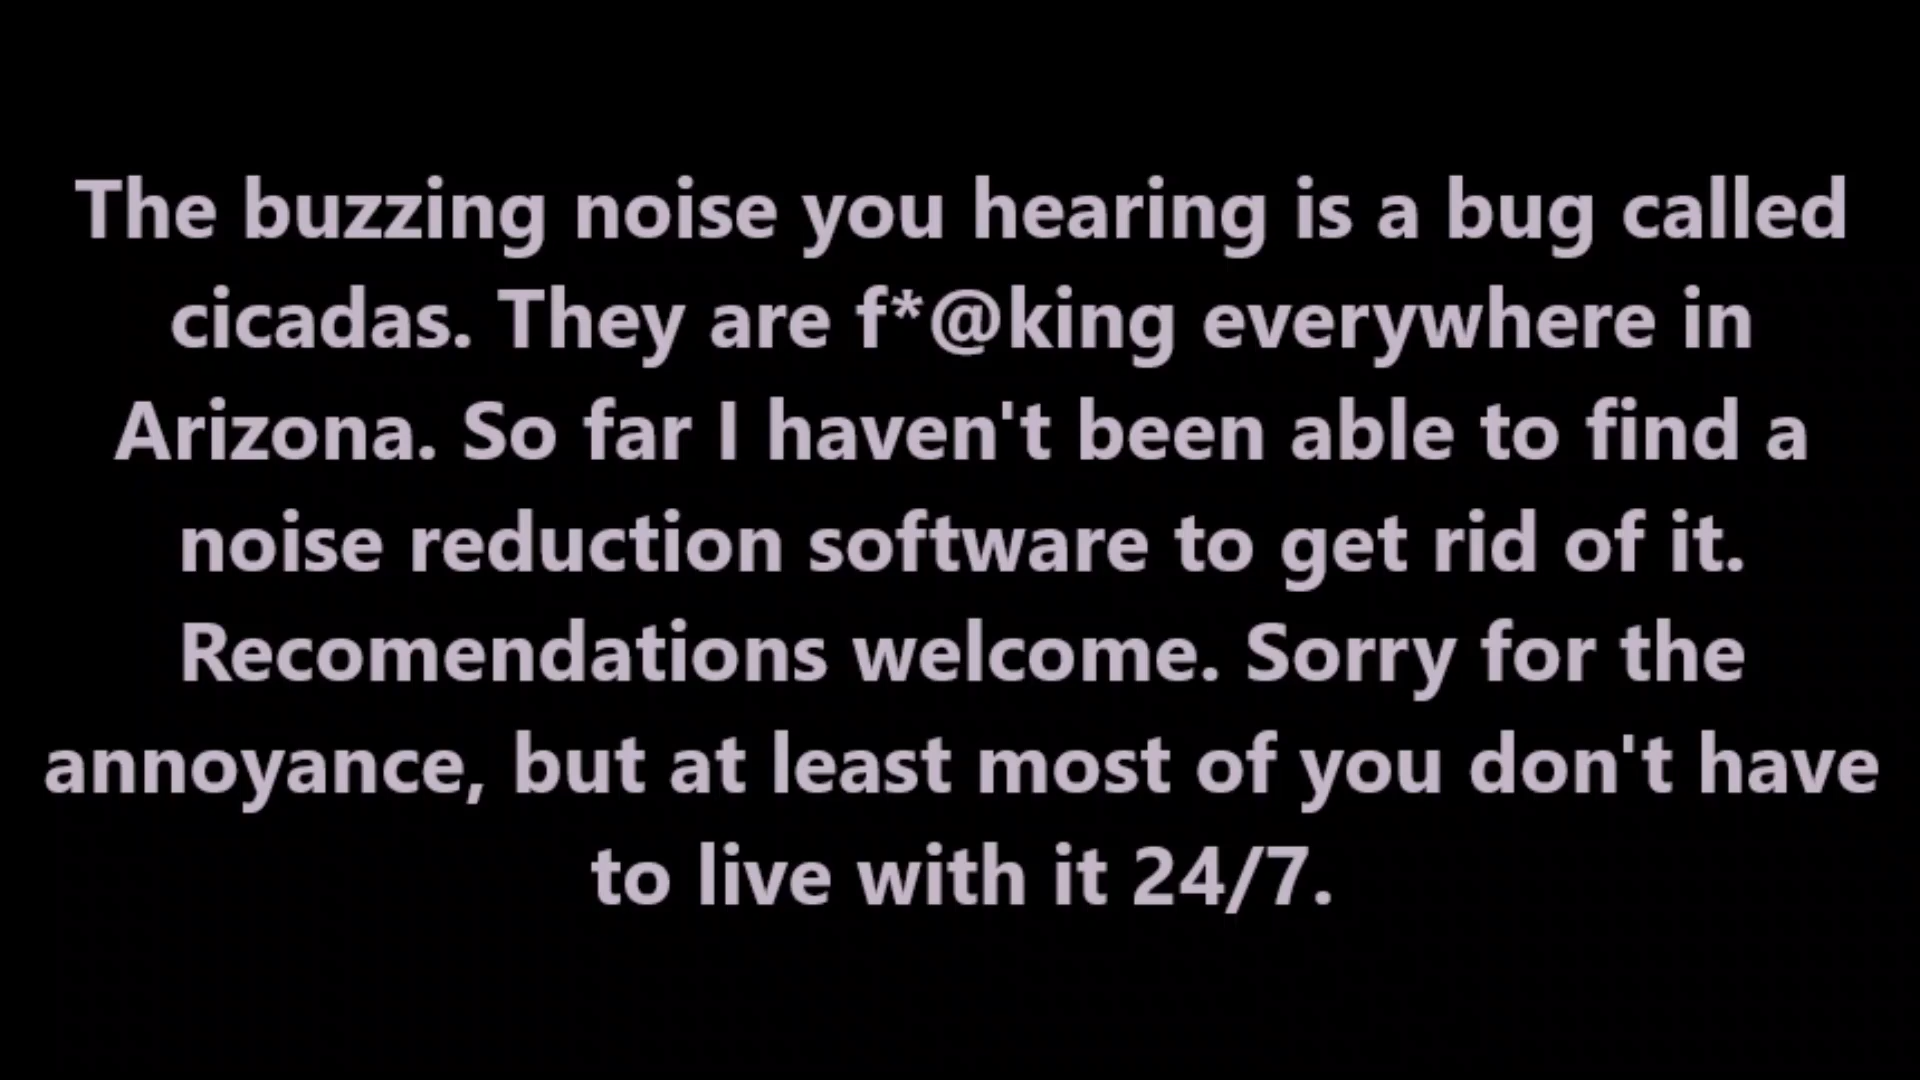 The buzzing noise you hearing is a bug called
cicadas. They are f*@king everywhere in
Arizona. So far I haven't been able to find a
noise reduction software to get rid of it.
Recomendations welcome. Sorry for the
annoyance, but at least most of you don't have
to live with it 24/7.